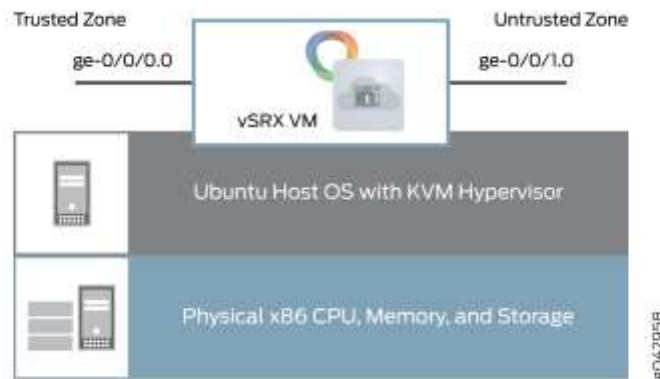 Trusted Zone
Untrusted Zone
ge-0/0/0.0
ge-0/0/1.0
vSRX VM
Ubuntu Host OS with KVM Hypervisor
Physical x86 CPU, Memory, and Storage
g042958